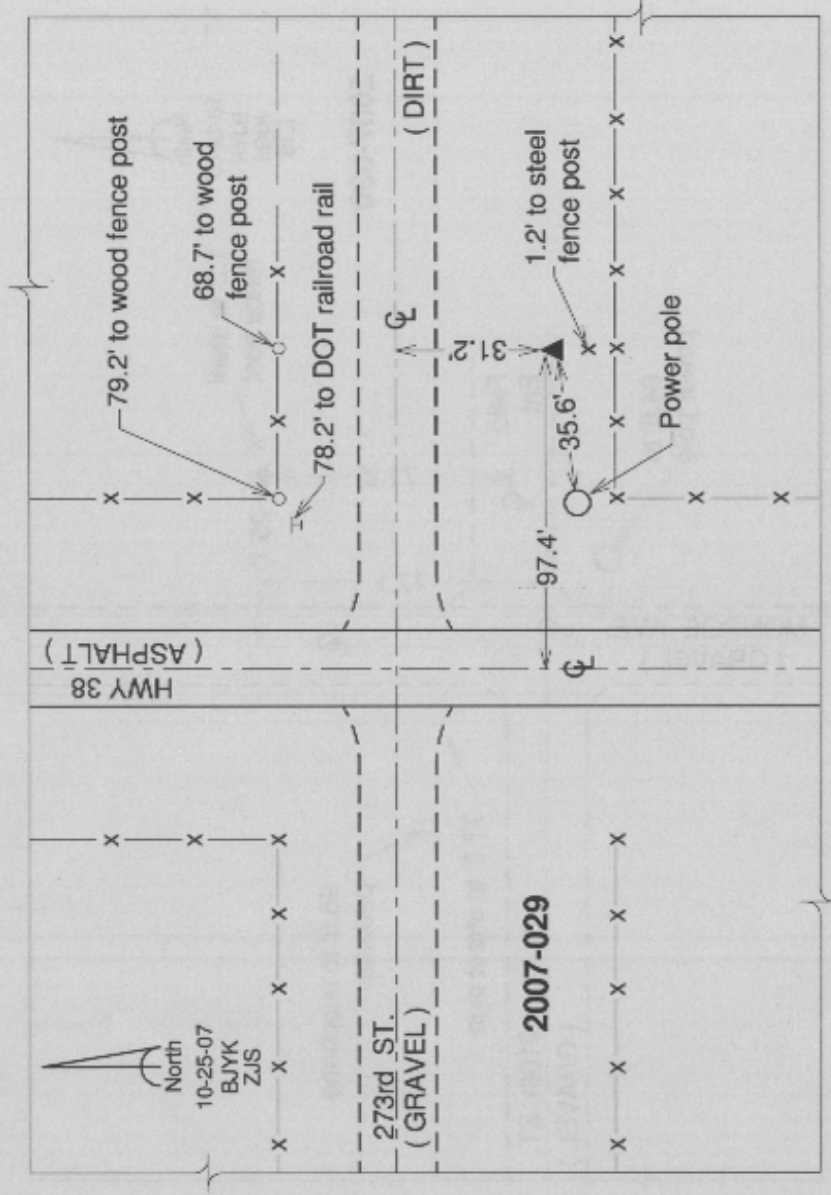 79.2' to wood fence post
68.7' to wood
fence post
78.2' to DOT railroad rail
HWY 38
( ASPHALT )
( DIRT )
℄
31.2'
1.2' to steel
fence post
35.6'
97.4'
Power pole
℄
North
10-25-07
BJYK
ZJS
273rd ST.
( GRAVEL )
2007-029